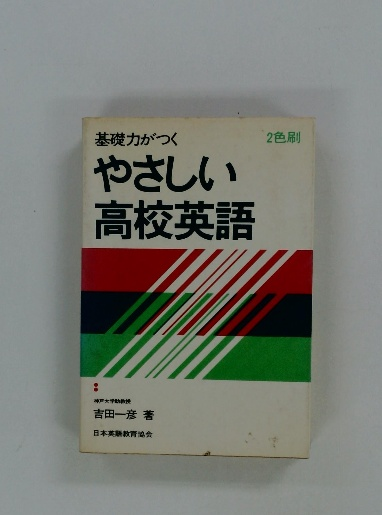 基礎力がつく
2色刷
やさしい
高校英語
神戸大学助教授
吉田一彦 著
日本英語教育協会